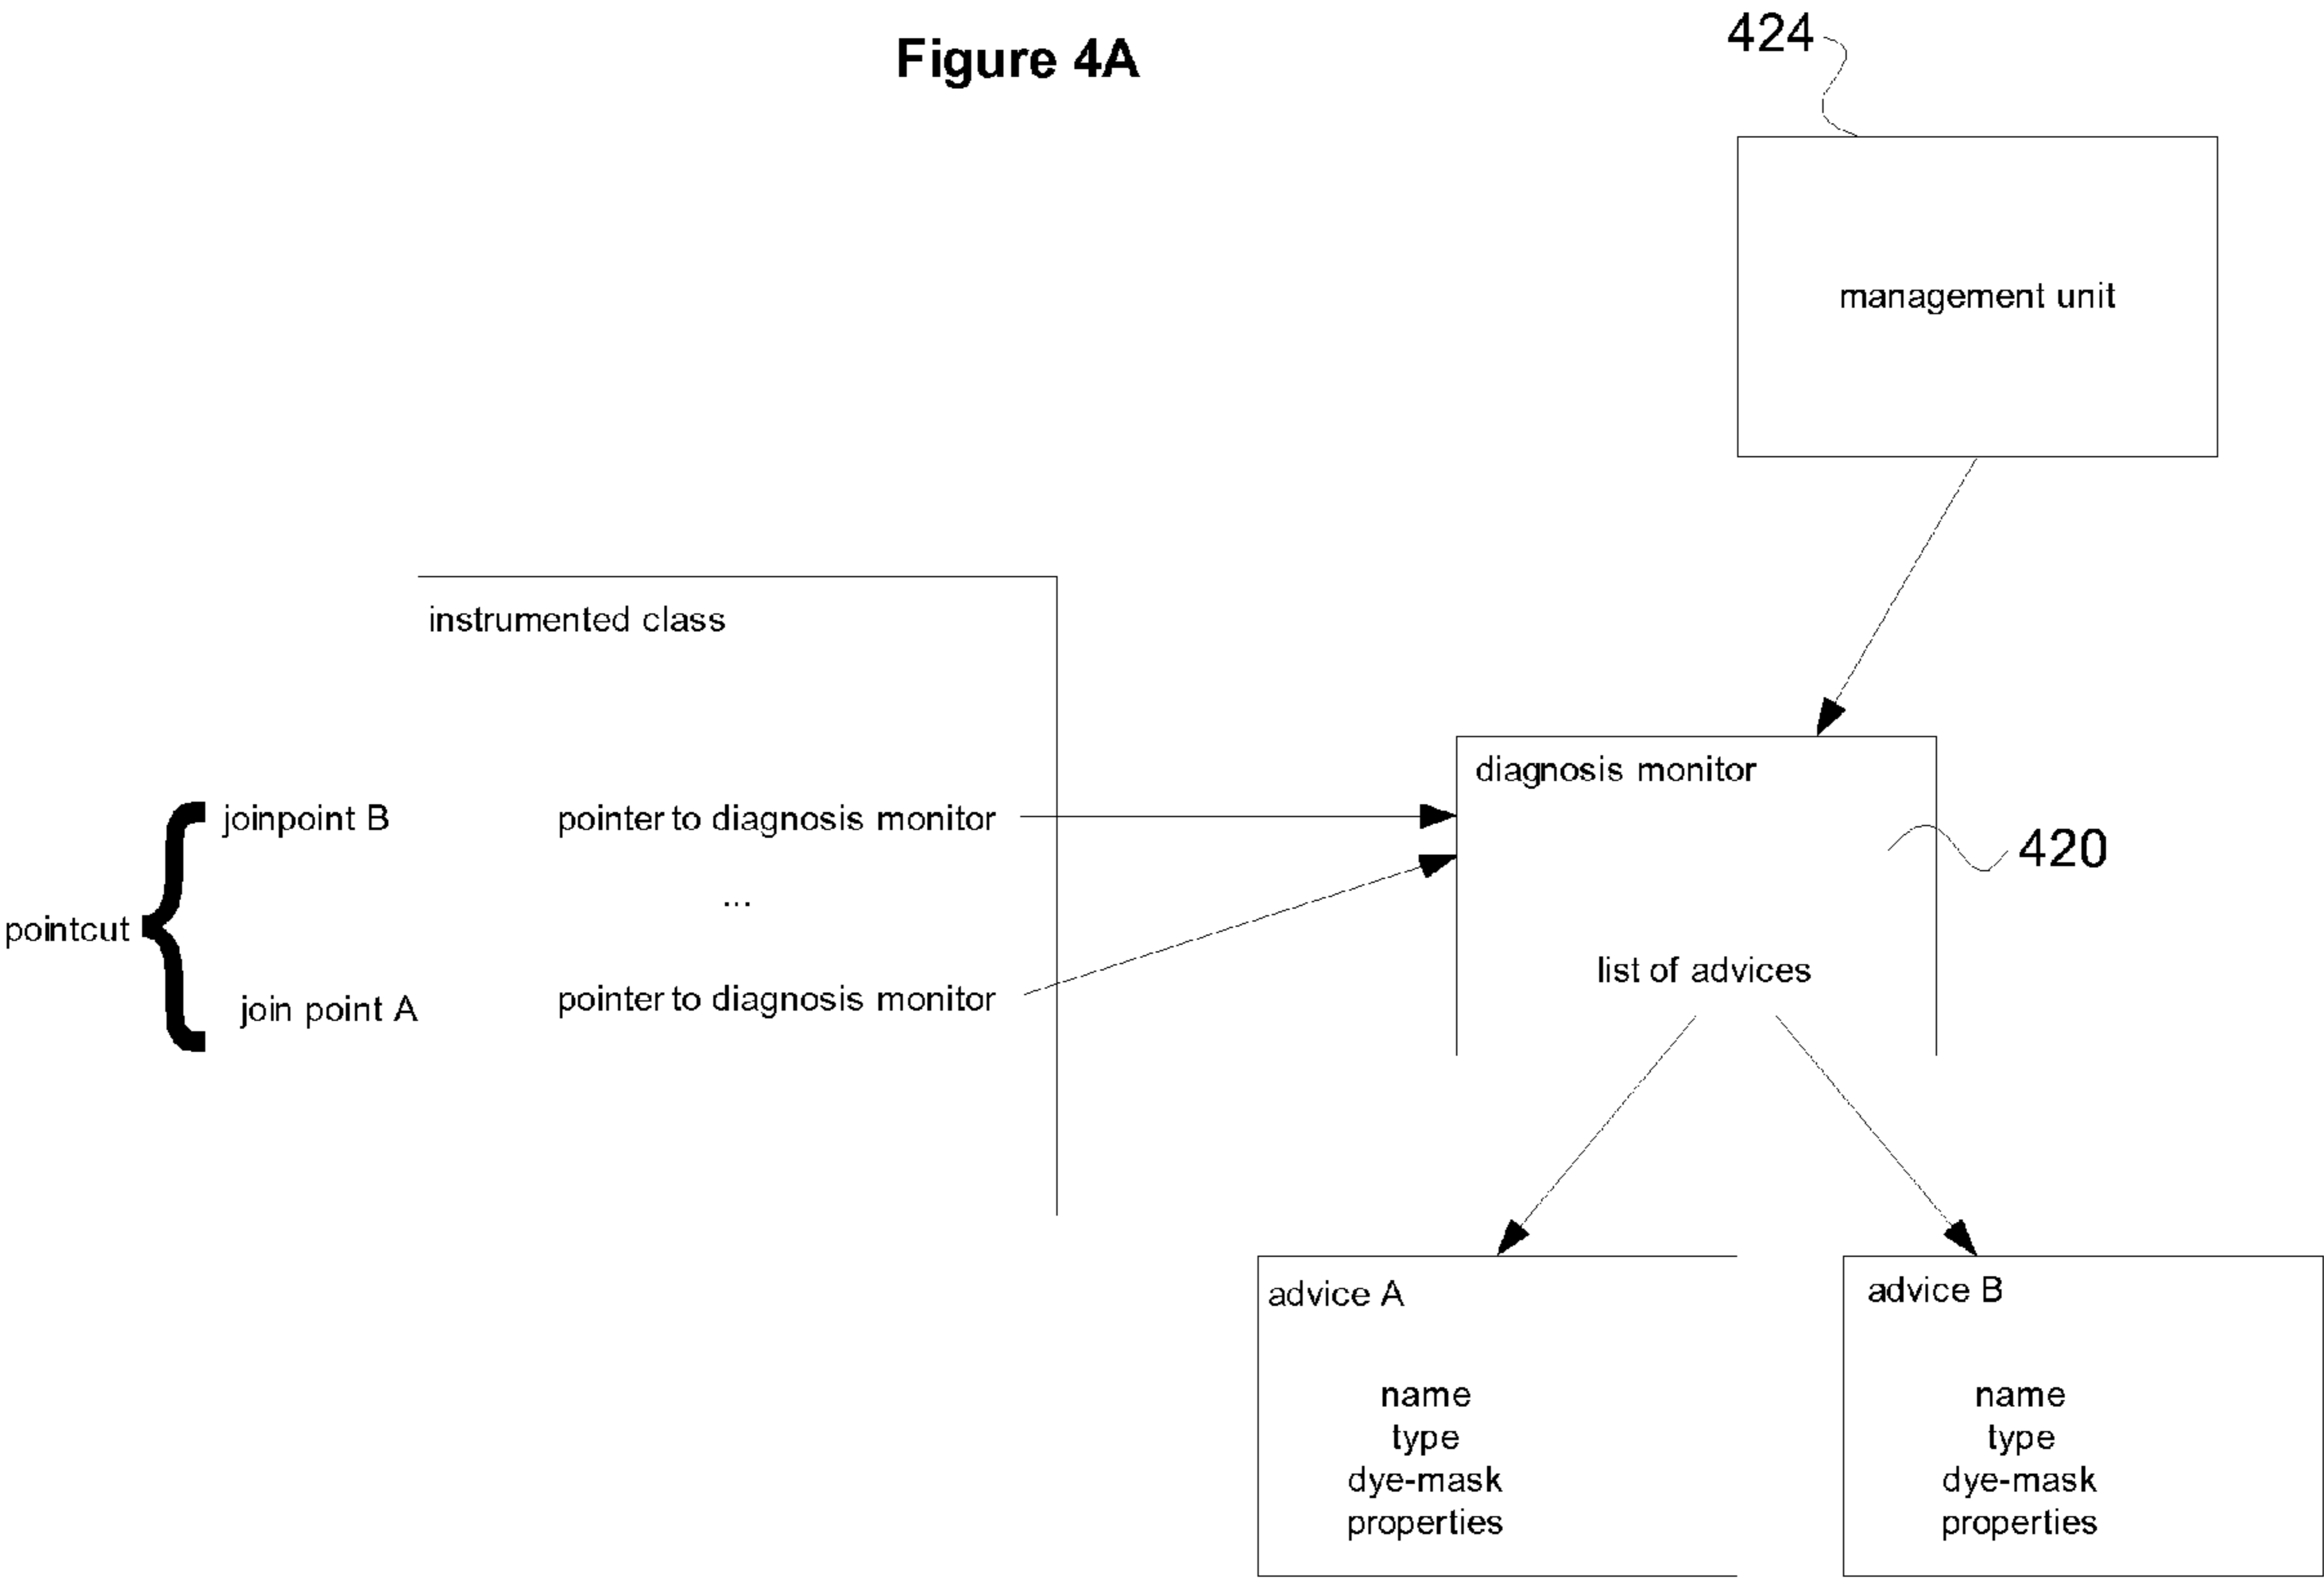 Figure 4A
424
management unit
instrumented class
diagnosis monitor
joinpoint B
pointer to diagnosis monitor
420
...
pointcut
list of advices
join point A
pointer to diagnosis monitor
advice A
name
type
dye-mask
properties
advice B
name
type
dye-mask
properties